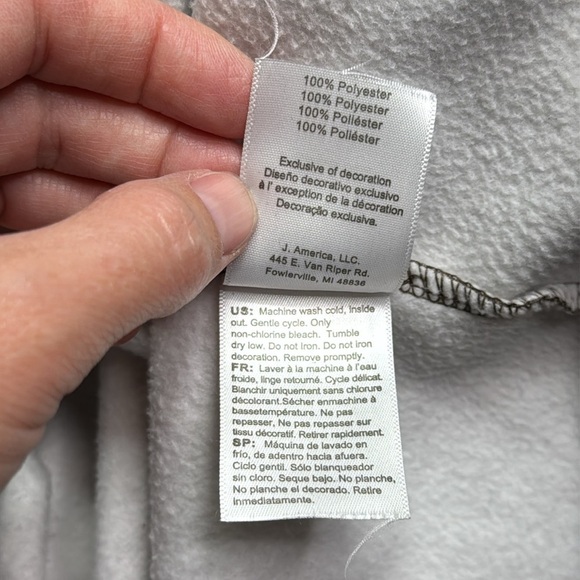 100% Polyester
100% Polyester
100% Poliéster
100% Poliéster
Exclusive of decoration
Diseño decorativo exclusivo
à l' exception de la décoration
Decoração exclusiva.
J. America, LLC.
445 E. Van Riper Rd.
Fowlerville, MI 48836
US: Machine wash cold, inside
out. Gentle cycle. Only
non-chlorine bleach. Tumble
dry low. Do not iron. Do not iron
decoration. Remove promptly.
FR: Laver à la machine à l'eau
froide, linge retourné. Cycle délicat.
Blanchir uniquement sans chlorure
décolorant.Sécher enmachine à
bassetempérature. Ne pas
repasser, Ne pas repasser sur
tissu décoratif. Retirer rapidement.
SP: Máquina de lavado en
frío, de adentro hacia afuera.
Ciclo gentil. Sólo blanqueador
sin cloro. Seque bajo. No planche,
No planche el decorado. Retire
inmediatamente.